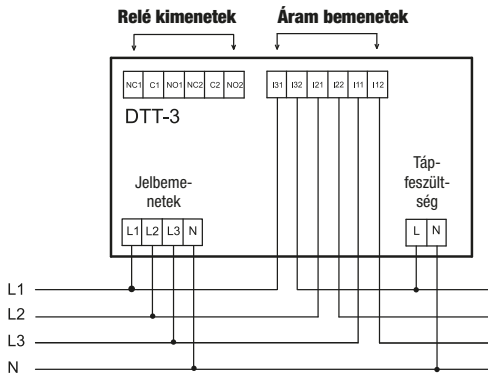 Relé kimenetek Áram bemenetek
NC1 C1 NO1 NC2 C2 NO2 I31 I32 I21 I22 I11 I12
DTT-3
Jelbeme-
netek
Táp-
feszült-
ség
L1 L2 L3 N L N
L1
L2
L3
N